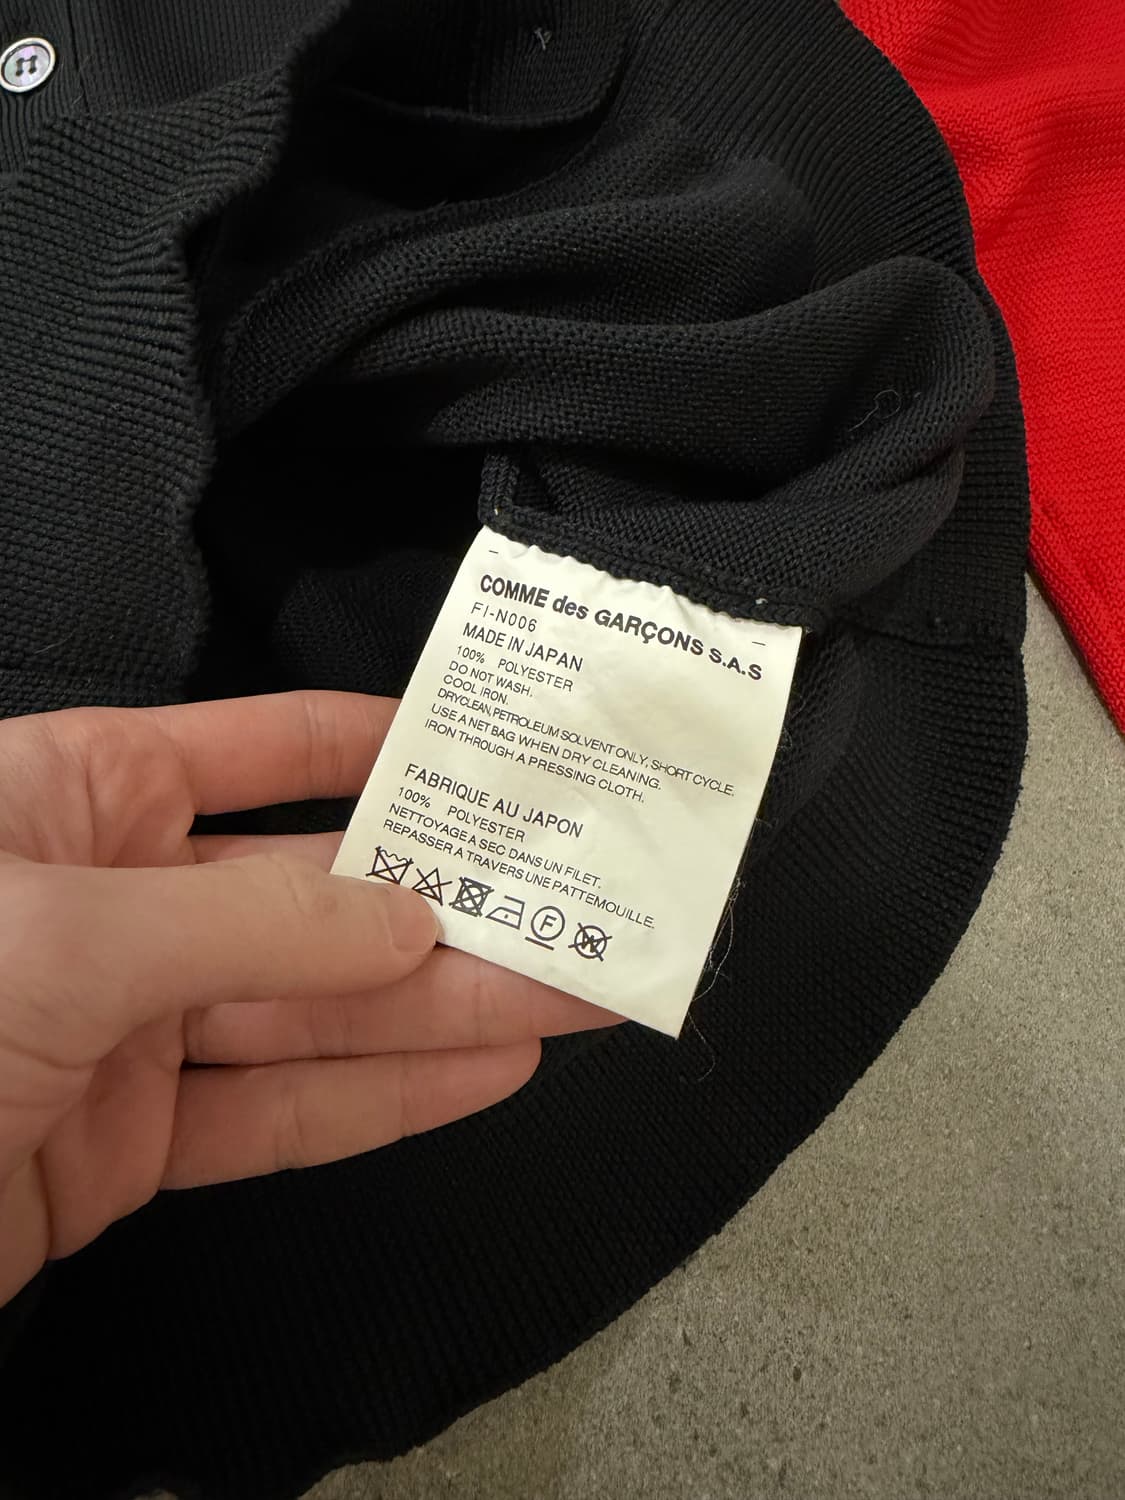 COMME des GARÇONS S.A.S
FI-N006
MADE IN JAPAN
100% POLYESTER
DO NOT WASH.
COOL IRON.
DRYCLEAN, PETROLEUM SOLVENT ONLY, SHORT CYCLE.
USE A NET BAG WHEN DRY CLEANING.
IRON THROUGH A PRESSING CLOTH.
FABRIQUE AU JAPON
100% POLYESTER
NETTOYAGE A SEC DANS UN FILET.
REPASSER A TRAVERS UNE PATTEMOUILLE.
F W